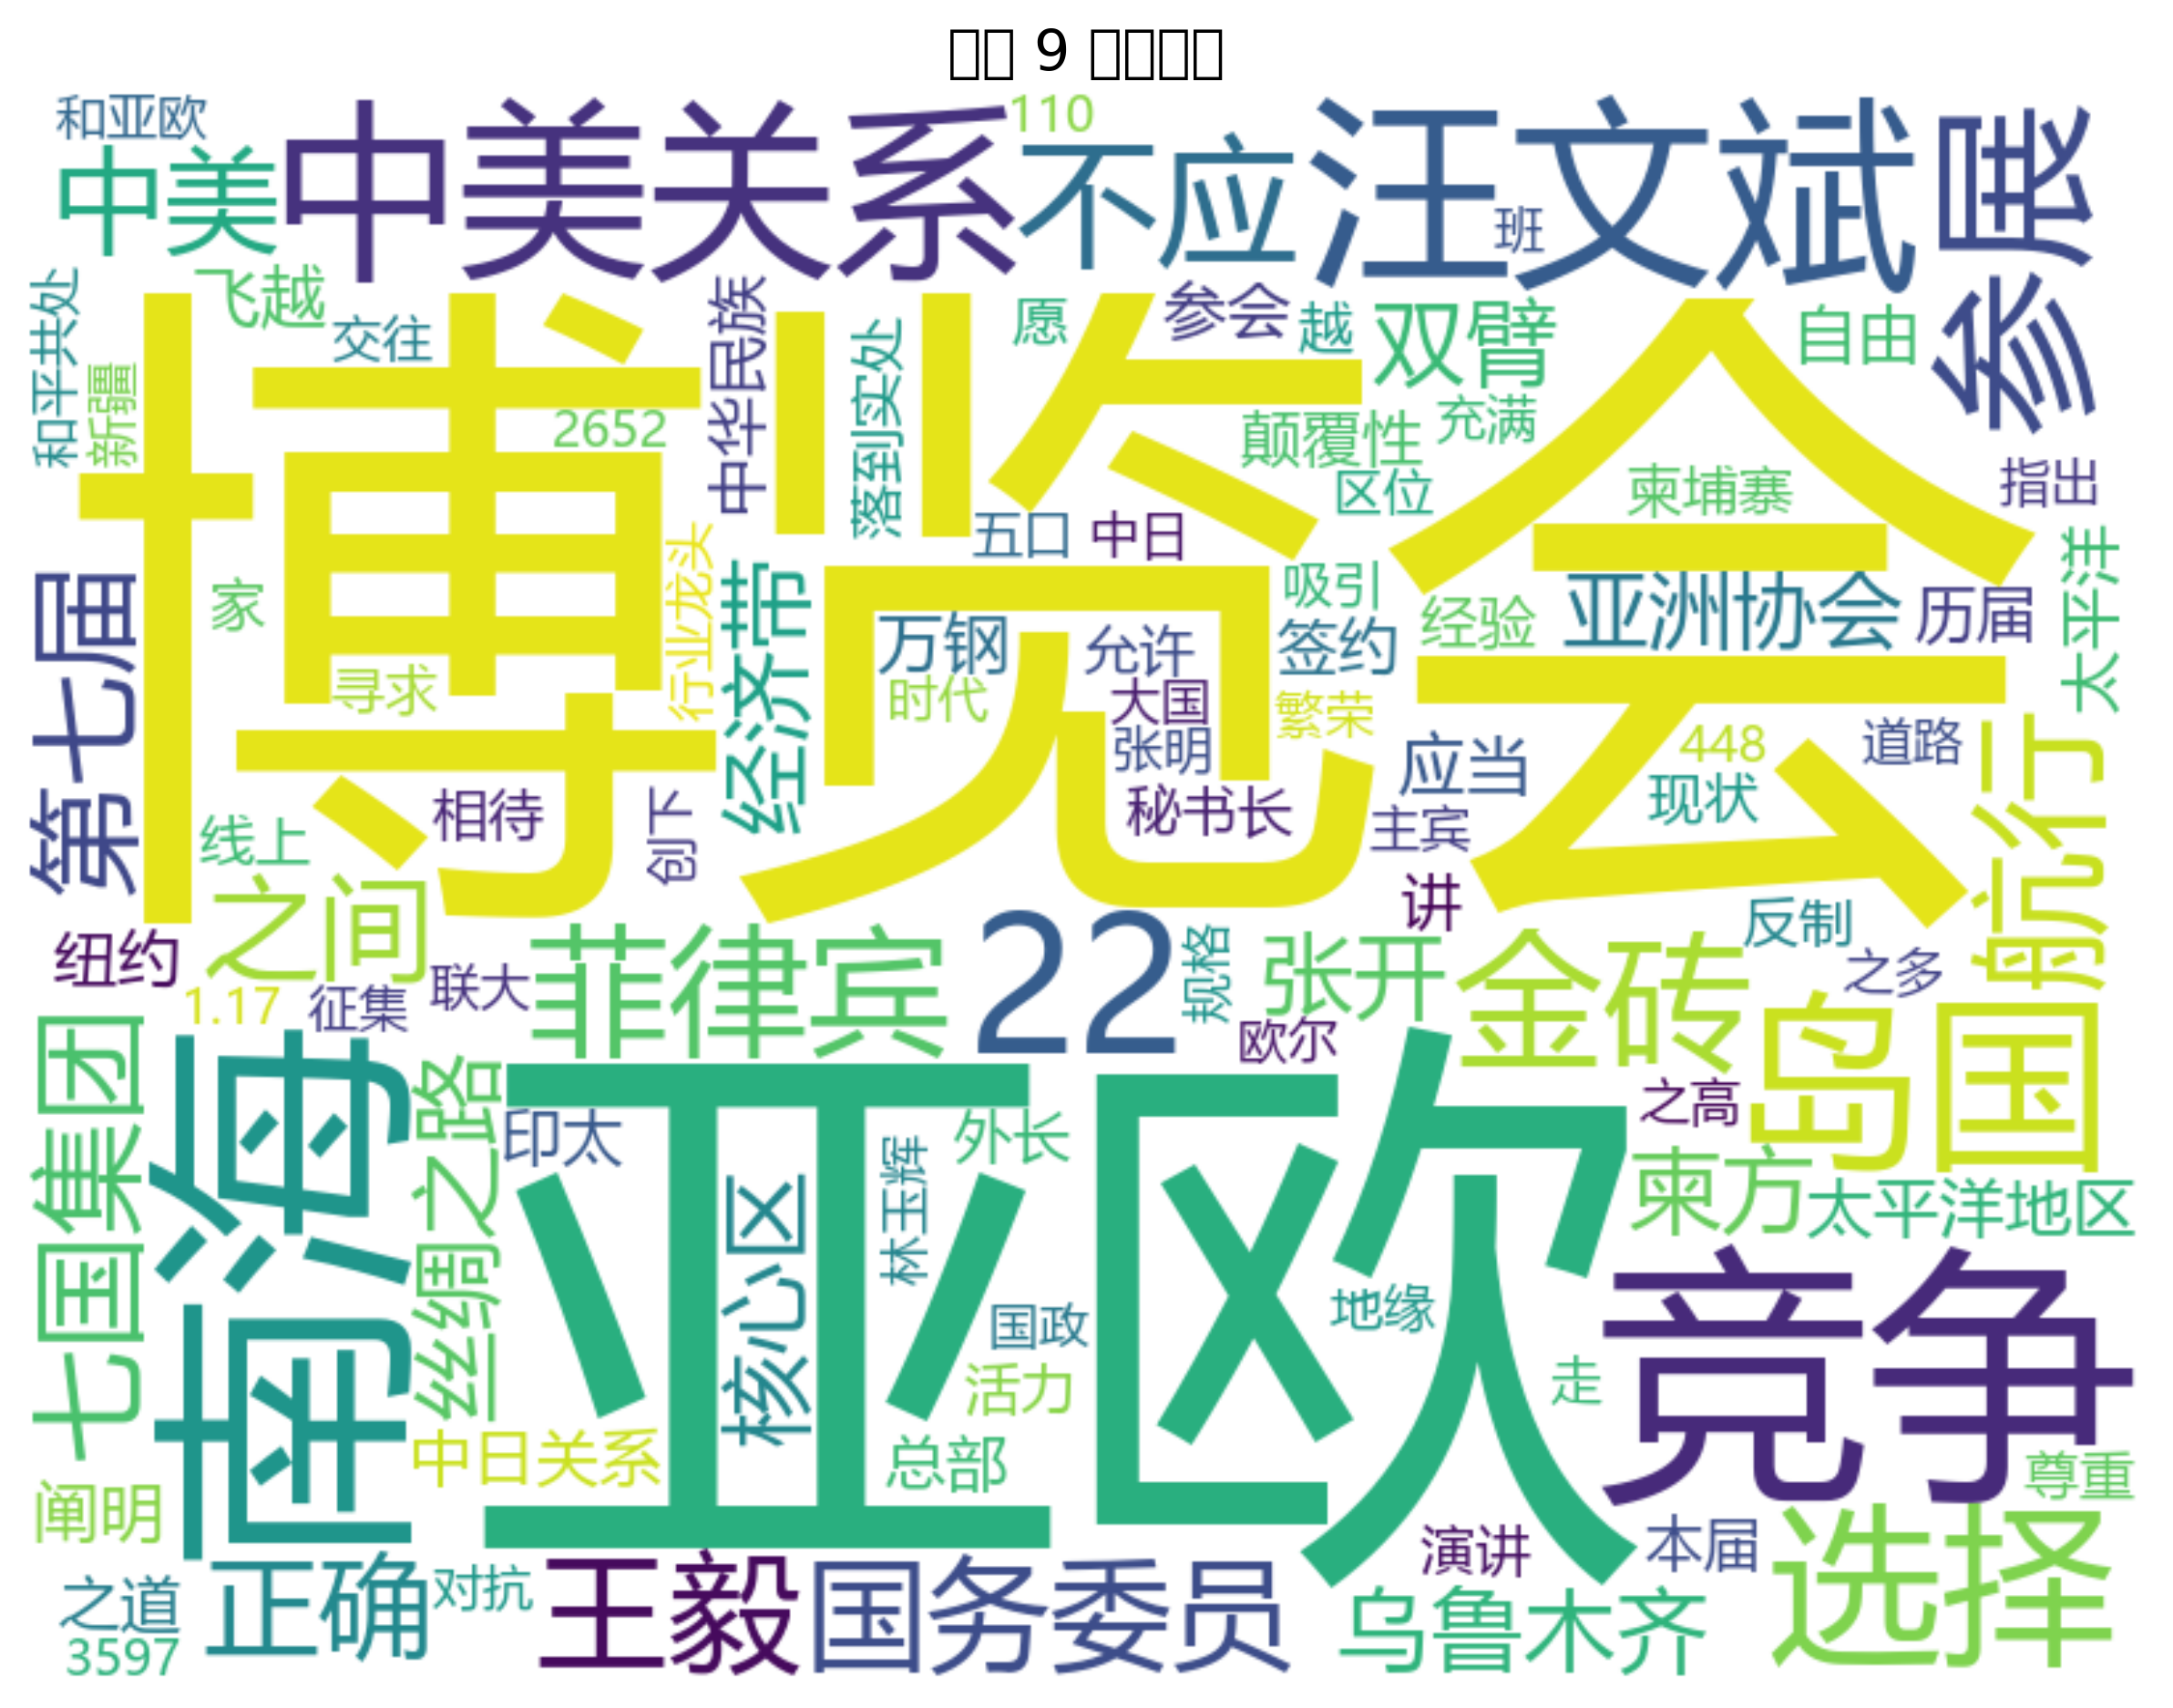 9
和亚欧
110
中美
中美关系
不应
汪文斌
参展
班
飞越
交往
和平共处
新疆
中华民族
落到实处
愿
参会
越
双臂
自由
博览会
2652
颠覆性
充满
区位
柬埔寨
指出
五口
中日
太平洋
第七届
家
行业龙头
经济带
吸引
亚洲协会
历届
万钢
允许
签约
经验
寻求
时代
大国
繁荣
张明
应当
448
道路
航行
线上
相待
创下
秘书长
主宾
现状
之间
讲
反制
纽约
联大
菲律宾
22
规格
张开
金砖
之多
1.17
征集
欧尔
岛国
七国集团
南海
丝绸之路
印太
亚欧
外长
之高
林玉辉
核心区
柬方
太平洋地区
国政
地缘
竞争
活力
走
中日关系
总部
阐明
尊重
演讲
本届
选择
之道
正确
对抗
王毅
国务委员
乌鲁木齐
3597